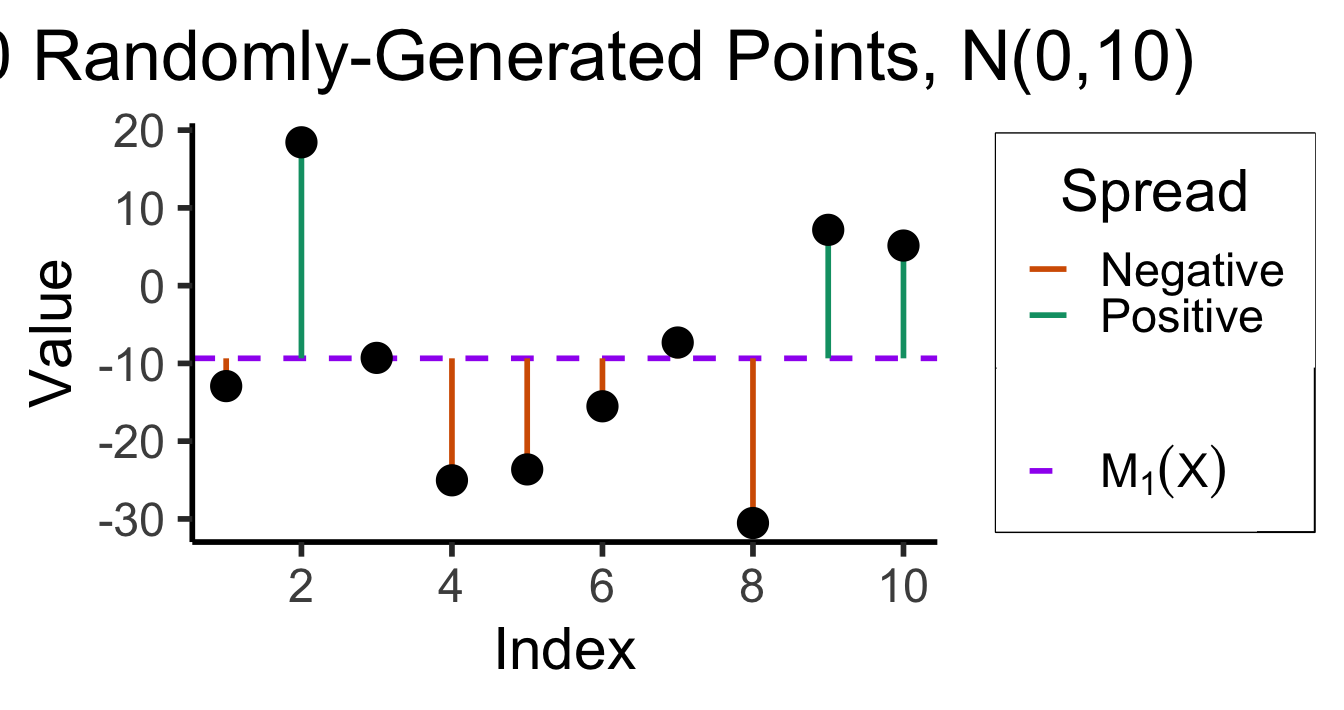 0 Randomly-Generated Points, N(0,10)
20
10
0
-10
-20
-30
Value
2
4
6
8
10
Index
Spread
Negative
Positive
M₁(X)